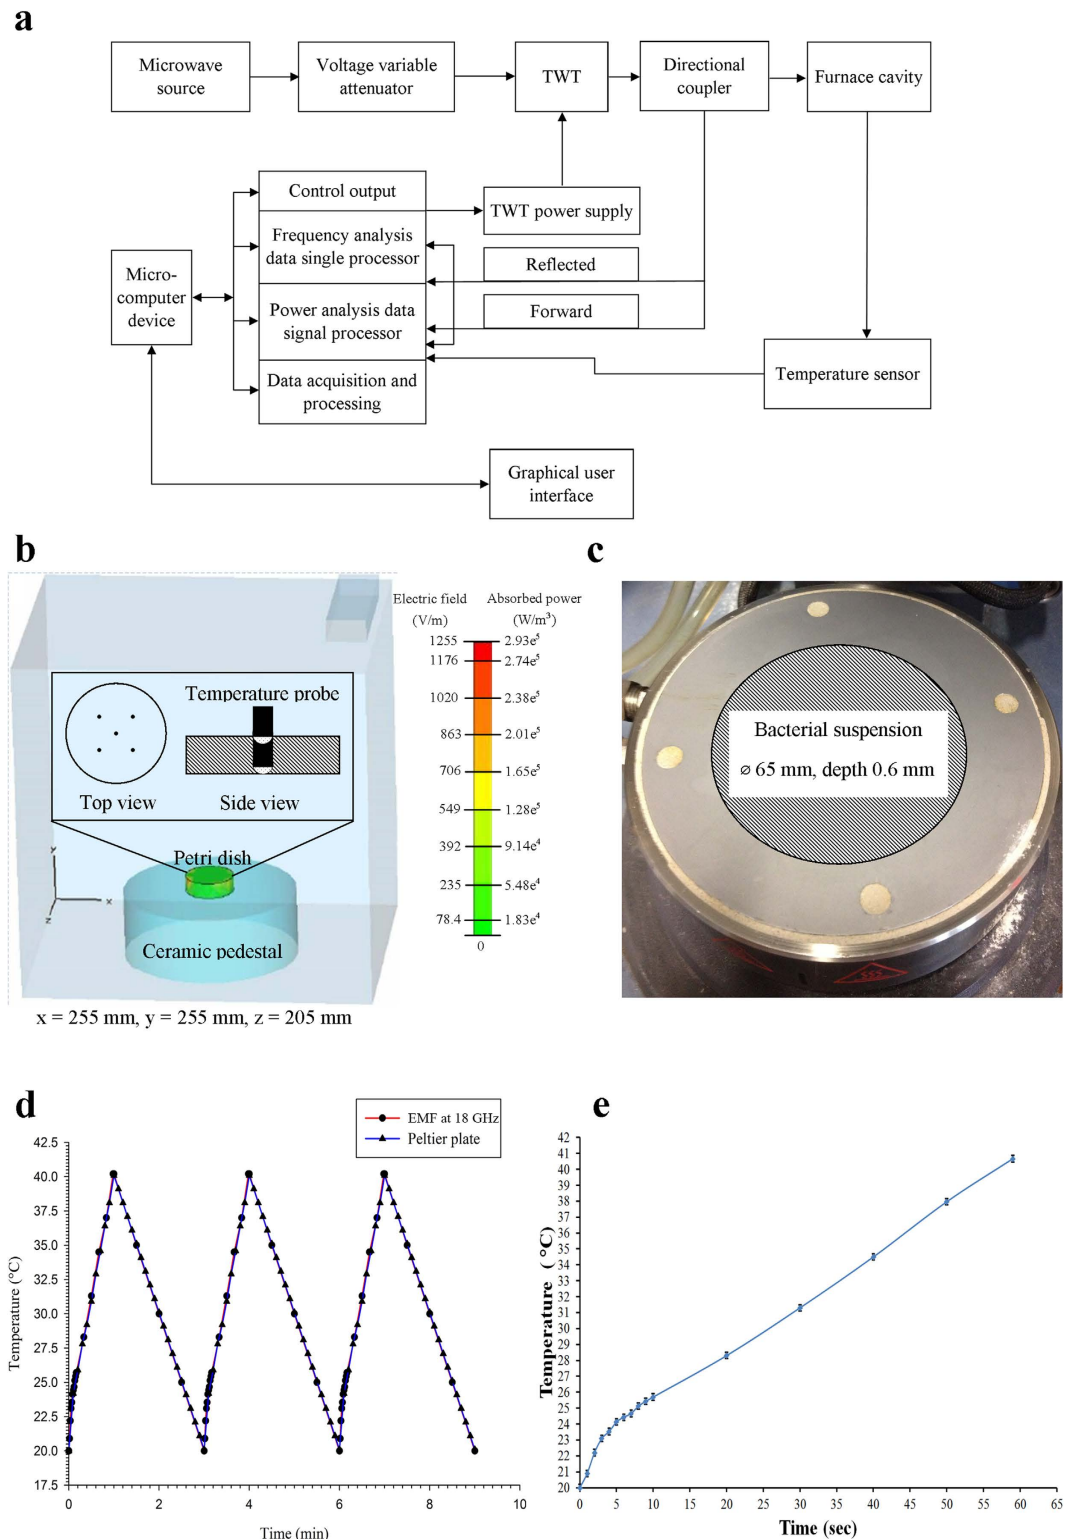 a
Microwave
source
Voltage variable
attenuator
TWT
Directional
coupler
Furnace cavity
Control output
TWT power supply
Frequency analysis
data single processor
Reflected
Micro-
computer
device
Power analysis data
signal processor
Forward
Data acquisition and
processing
Temperature sensor
Graphical user
interface
b
Electric field
(V/m)
Absorbed power
(W/m³)
1255 2.93e⁵
1176 2.74e⁵
1020 2.38e⁵
863 2.01e⁵
706 1.65e⁵
549 1.28e⁵
392 9.14e⁴
235 5.48e⁴
78.4 1.83e⁴
0
Temperature probe
Top view
Side view
Petri dish
y
x
z
Ceramic pedestal
x = 255 mm, y = 255 mm, z = 205 mm
c
Bacterial suspension
⌀ 65 mm, depth 0.6 mm
d
EMF at 18 GHz
Peltier plate
Temperature (°C)
42.5
40.0
37.5
35.0
32.5
30.0
27.5
25.0
22.5
20.0
17.5
0 2 4 6 8 10
Time (min)
e
Temperature ( °C)
42
41
40
39
38
37
36
35
34
33
32
31
30
29
28
27
26
25
24
23
22
21
20
0 5 10 15 20 25 30 35 40 45 50 55 60 65
Time (sec)